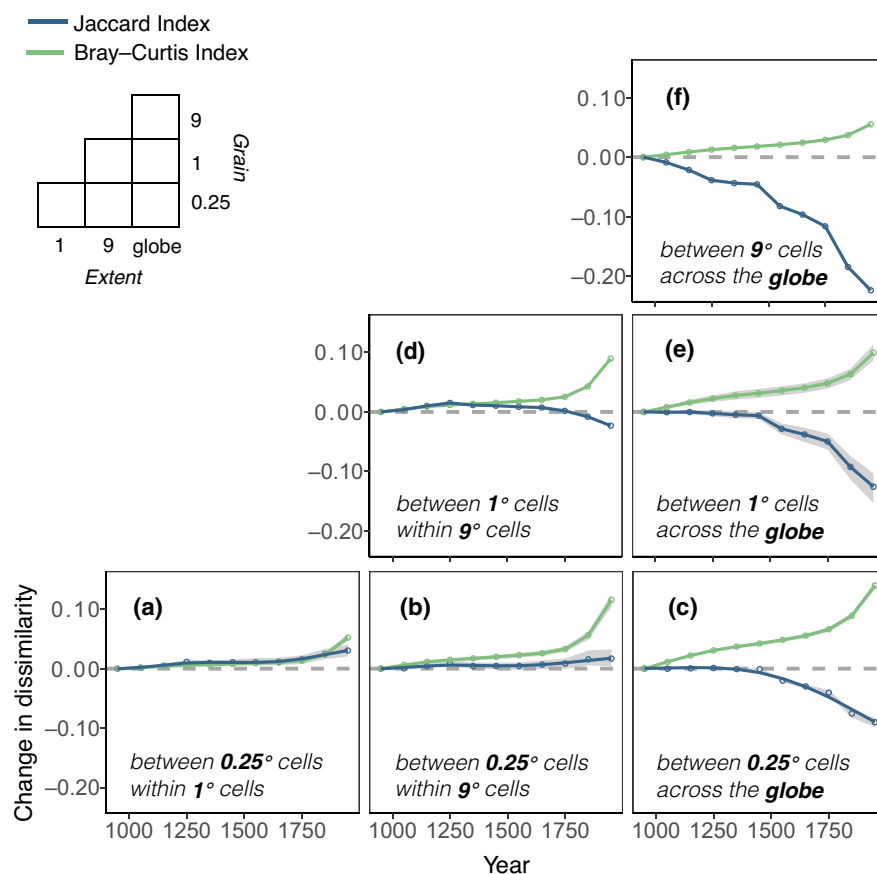 Jaccard Index
Bray–Curtis Index
9
1
0.25
Grain
1 9 globe
Extent
(f)
0.10
0.00
−0.10
−0.20
between 9° cells
across the globe
(d)
0.10
0.00
−0.10
−0.20
between 1° cells
within 9° cells
(e)
between 1° cells
across the globe
Change in dissimilarity
(a)
0.10
0.00
−0.10
−0.20
between 0.25° cells
within 1° cells
(b)
between 0.25° cells
within 9° cells
(c)
between 0.25° cells
across the globe
1000 1250 1500 1750
1000 1250 1500 1750
1000 1250 1500 1750
Year